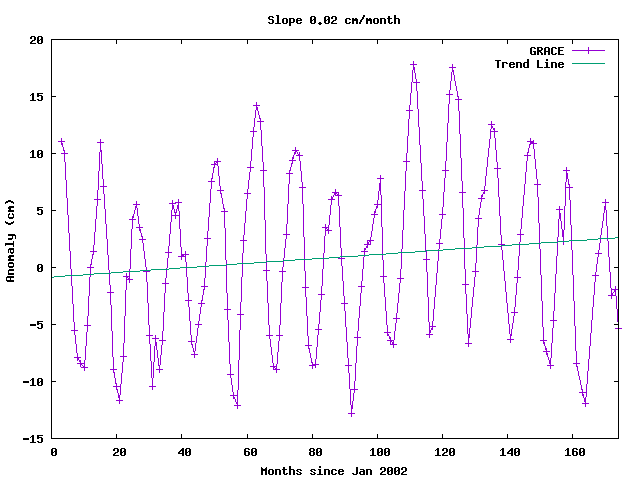 Slope 0.02 cm/month
GRACE
Trend Line
Anomaly (cm)
20
15
10
5
0
-5
-10
-15
0 20 40 60 80 100 120 140 160
Months since Jan 2002